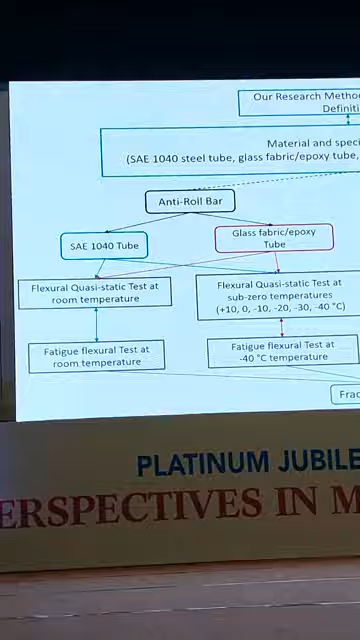 Our Research Metho
Definiti
Material and speci
(SAE 1040 steel tube, glass fabric/epoxy tube,
Anti-Roll Bar
SAE 1040 Tube
Glass fabric/epoxy
Tube
Flexural Quasi-static Test at
room temperature
Flexural Quasi-static Test at
sub-zero temperatures
(+10, 0, -10, -20, -30, -40 °C)
Fatigue flexural Test at
room temperature
Fatigue flexural Test at
-40 °C temperature
Frac
PLATINUM JUBILE
ERSPECTIVES IN M